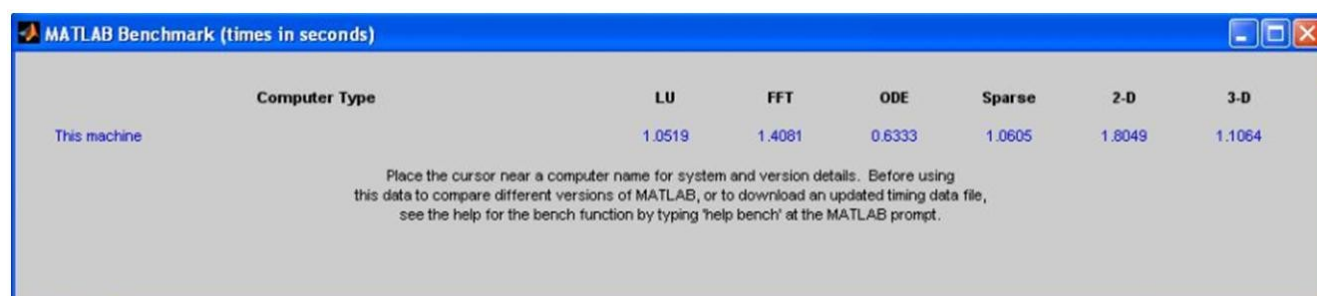 MATLAB Benchmark (times in seconds)
Computer Type LU FFT ODE Sparse 2-D 3-D
This machine 1.0519 1.4081 0.6333 1.0605 1.8049 1.1064
Place the cursor near a computer name for system and version details. Before using
this data to compare different versions of MATLAB, or to download an updated timing data file,
see the help for the bench function by typing 'help bench' at the MATLAB prompt.